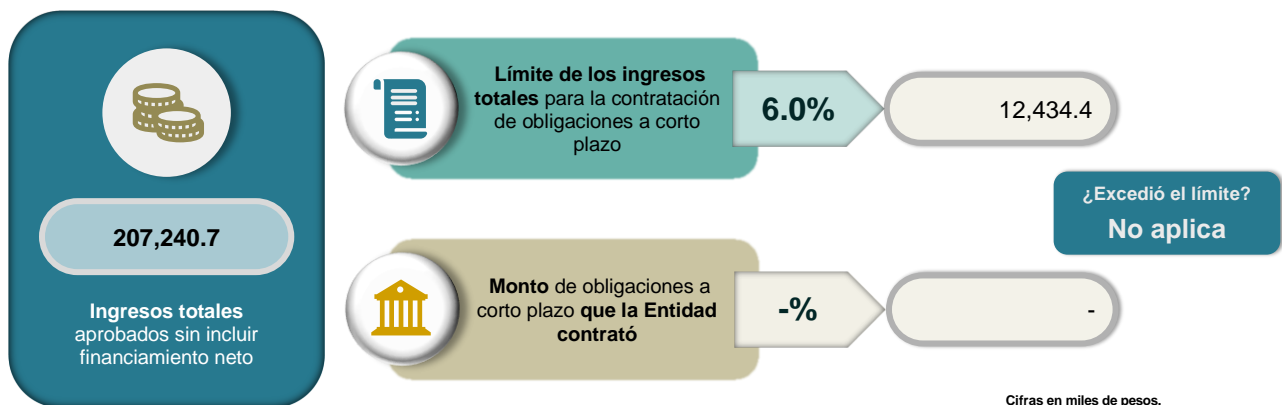 207,240.7
Ingresos totales
aprobados sin incluir
financiamiento neto
Límite de los ingresos
totales para la contratación
de obligaciones a corto
plazo
6.0%
12,434.4
¿Excedió el límite?
No aplica
Monto de obligaciones a
corto plazo que la Entidad
contrató
-%
-
Cifras en miles de pesos.